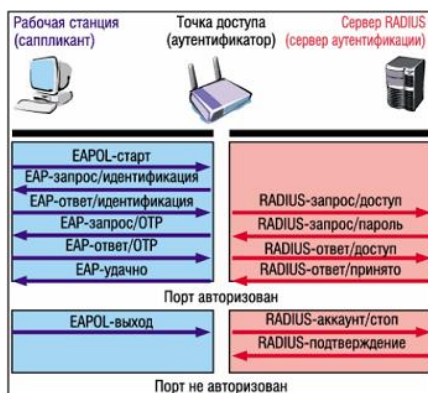 Рабочая станция
(саппликант)
Точка доступа
(аутентификатор)
Сервер RADIUS
(сервер аутентификации)
EAPOL-старт
EAP-запрос/идентификация
EAP-ответ/идентификация
RADIUS-запрос/доступ
EAP-запрос/OTP
RADIUS-запрос/пароль
EAP-ответ/OTP
RADIUS-ответ/доступ
EAP-удачно
RADIUS-ответ/принято
Порт авторизован
EAPOL-выход
RADIUS-аккаунт/стоп
RADIUS-подтверждение
Порт не авторизован